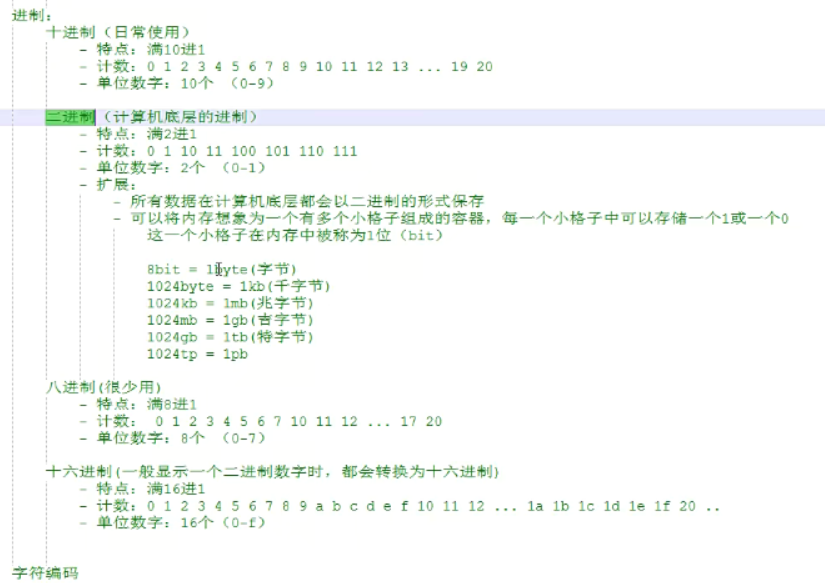 进制:
十进制（日常使用）
- 特点: 满10进1
- 计数: 0 1 2 3 4 5 6 7 8 9 10 11 12 13 ... 19 20
- 单位数字: 10个 （0-9）
二进制（计算机底层的进制）
- 特点: 满2进1
- 计数: 0 1 10 11 100 101 110 111
- 单位数字: 2个 （0-1）
- 扩展:
- 所有数据在计算机底层都会以二进制的形式保存
- 可以将内存想象为一个有多个小格子组成的容器，每一个小格子中可以存储一个1或一个0
这一个小格子在内存中被称为1位（bit）
8bit = 1byte(字节)
1024byte = 1kb(千字节)
1024kb = 1mb(兆字节)
1024mb = 1gb(吉字节)
1024gb = 1tb(特字节)
1024tp = 1pb
八进制(很少用)
- 特点: 满8进1
- 计数: 0 1 2 3 4 5 6 7 10 11 12 ... 17 20
- 单位数字: 8个 （0-7）
十六进制(一般显示一个二进制数字时，都会转换为十六进制)
- 特点: 满16进1
- 计数: 0 1 2 3 4 5 6 7 8 9 a b c d e f 10 11 12 ... 1a 1b 1c 1d 1e 1f 20 ..
- 单位数字: 16个（0-f）
字符编码